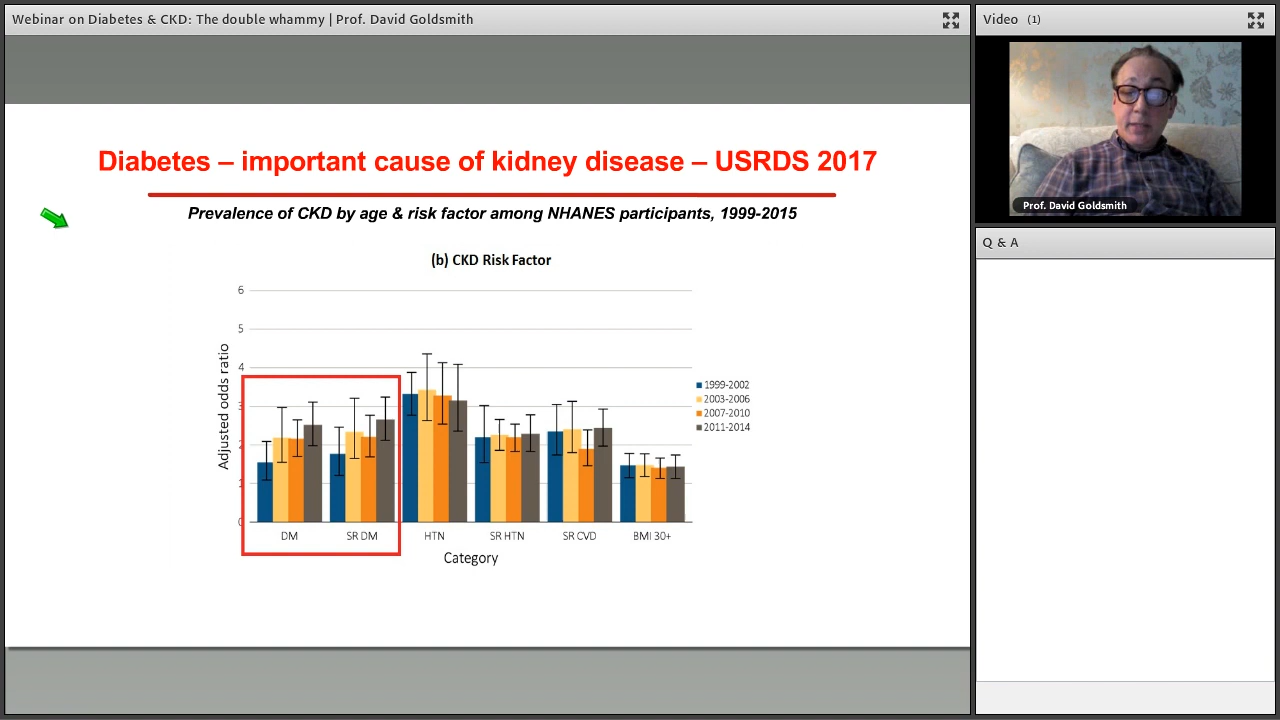 Webinar on Diabetes & CKD: The double whammy | Prof. David Goldsmith
Video (1)
Prof. David Goldsmith
Q & A
Diabetes – important cause of kidney disease – USRDS 2017
Prevalence of CKD by age & risk factor among NHANES participants, 1999-2015
(b) CKD Risk Factor
Adjusted odds ratio
6
5
4
3
2
1
0
1999-2002
2003-2006
2007-2010
2011-2014
DM SR DM HTN SR HTN SR CVD BMI 30+
Category